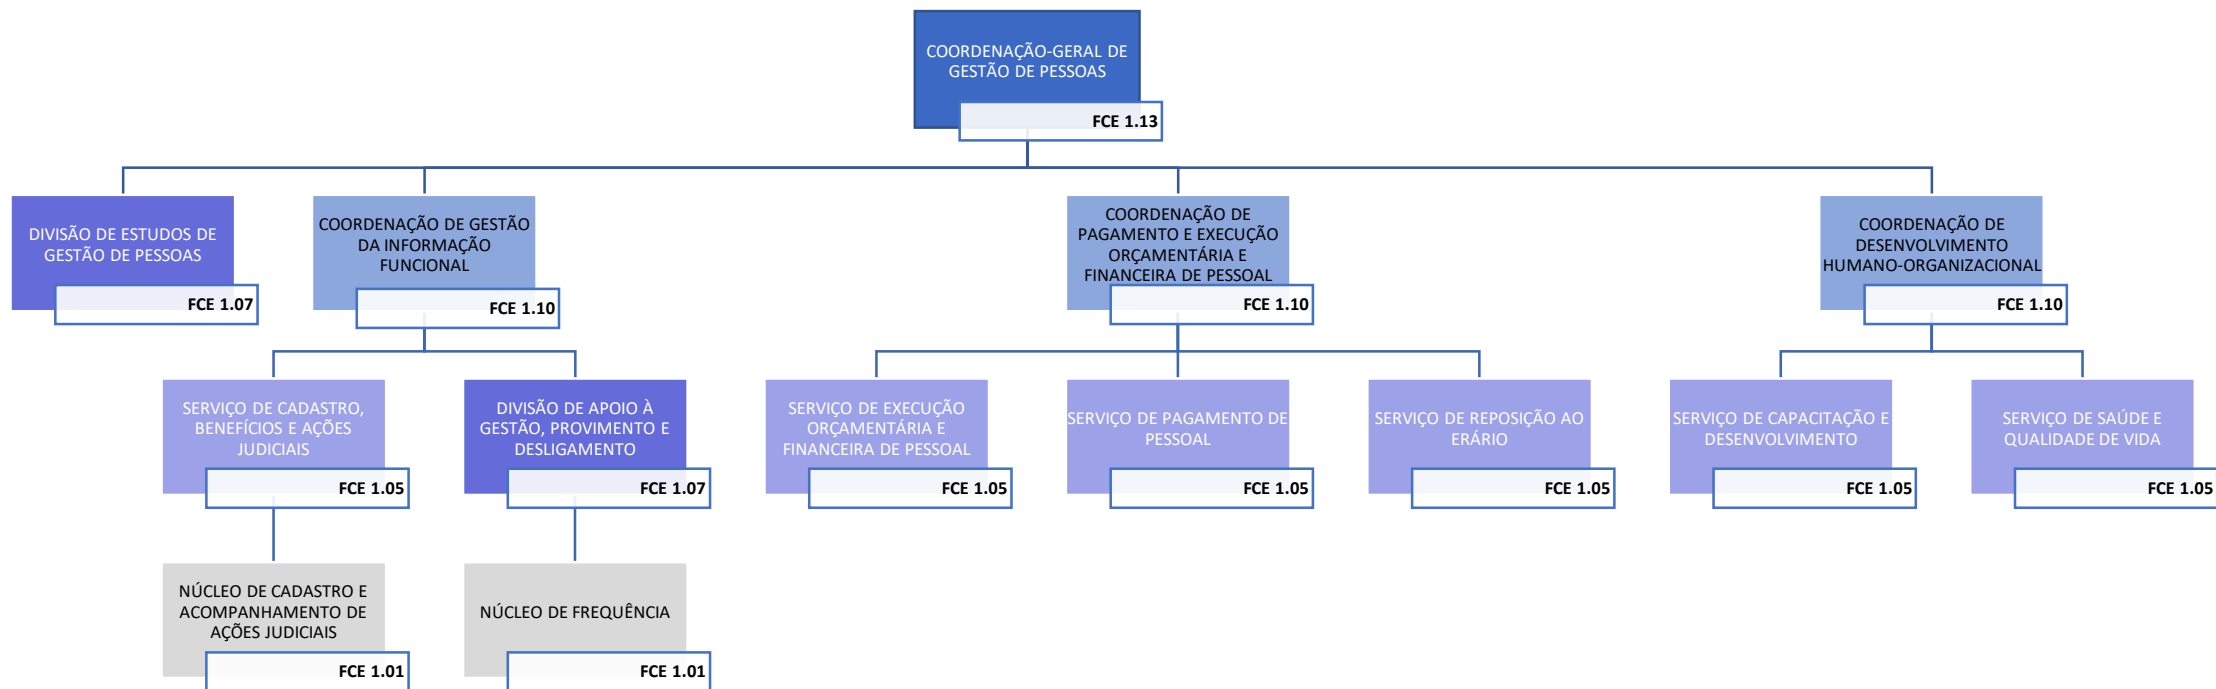 COORDENAÇÃO-GERAL DE
GESTÃO DE PESSOAS
FCE 1.13
DIVISÃO DE ESTUDOS DE
GESTÃO DE PESSOAS
FCE 1.07
COORDENAÇÃO DE GESTÃO
DA INFORMAÇÃO
FUNCIONAL
FCE 1.10
COORDENAÇÃO DE
PAGAMENTO E EXECUÇÃO
ORÇAMENTÁRIA E
FINANCEIRA DE PESSOAL
FCE 1.10
COORDENAÇÃO DE
DESENVOLVIMENTO
HUMANO-ORGANIZACIONAL
FCE 1.10
SERVIÇO DE CADASTRO,
BENEFÍCIOS E AÇÕES
JUDICIAIS
FCE 1.05
DIVISÃO DE APOIO À
GESTÃO, PROVIMENTO E
DESLIGAMENTO
FCE 1.07
SERVIÇO DE EXECUÇÃO
ORÇAMENTÁRIA E
FINANCEIRA DE PESSOAL
FCE 1.05
SERVIÇO DE PAGAMENTO DE
PESSOAL
FCE 1.05
SERVIÇO DE REPOSIÇÃO AO
ERÁRIO
FCE 1.05
SERVIÇO DE CAPACITAÇÃO E
DESENVOLVIMENTO
FCE 1.05
SERVIÇO DE SAÚDE E
QUALIDADE DE VIDA
FCE 1.05
NÚCLEO DE CADASTRO E
ACOMPANHAMENTO DE
AÇÕES JUDICIAIS
FCE 1.01
NÚCLEO DE FREQUÊNCIA
FCE 1.01